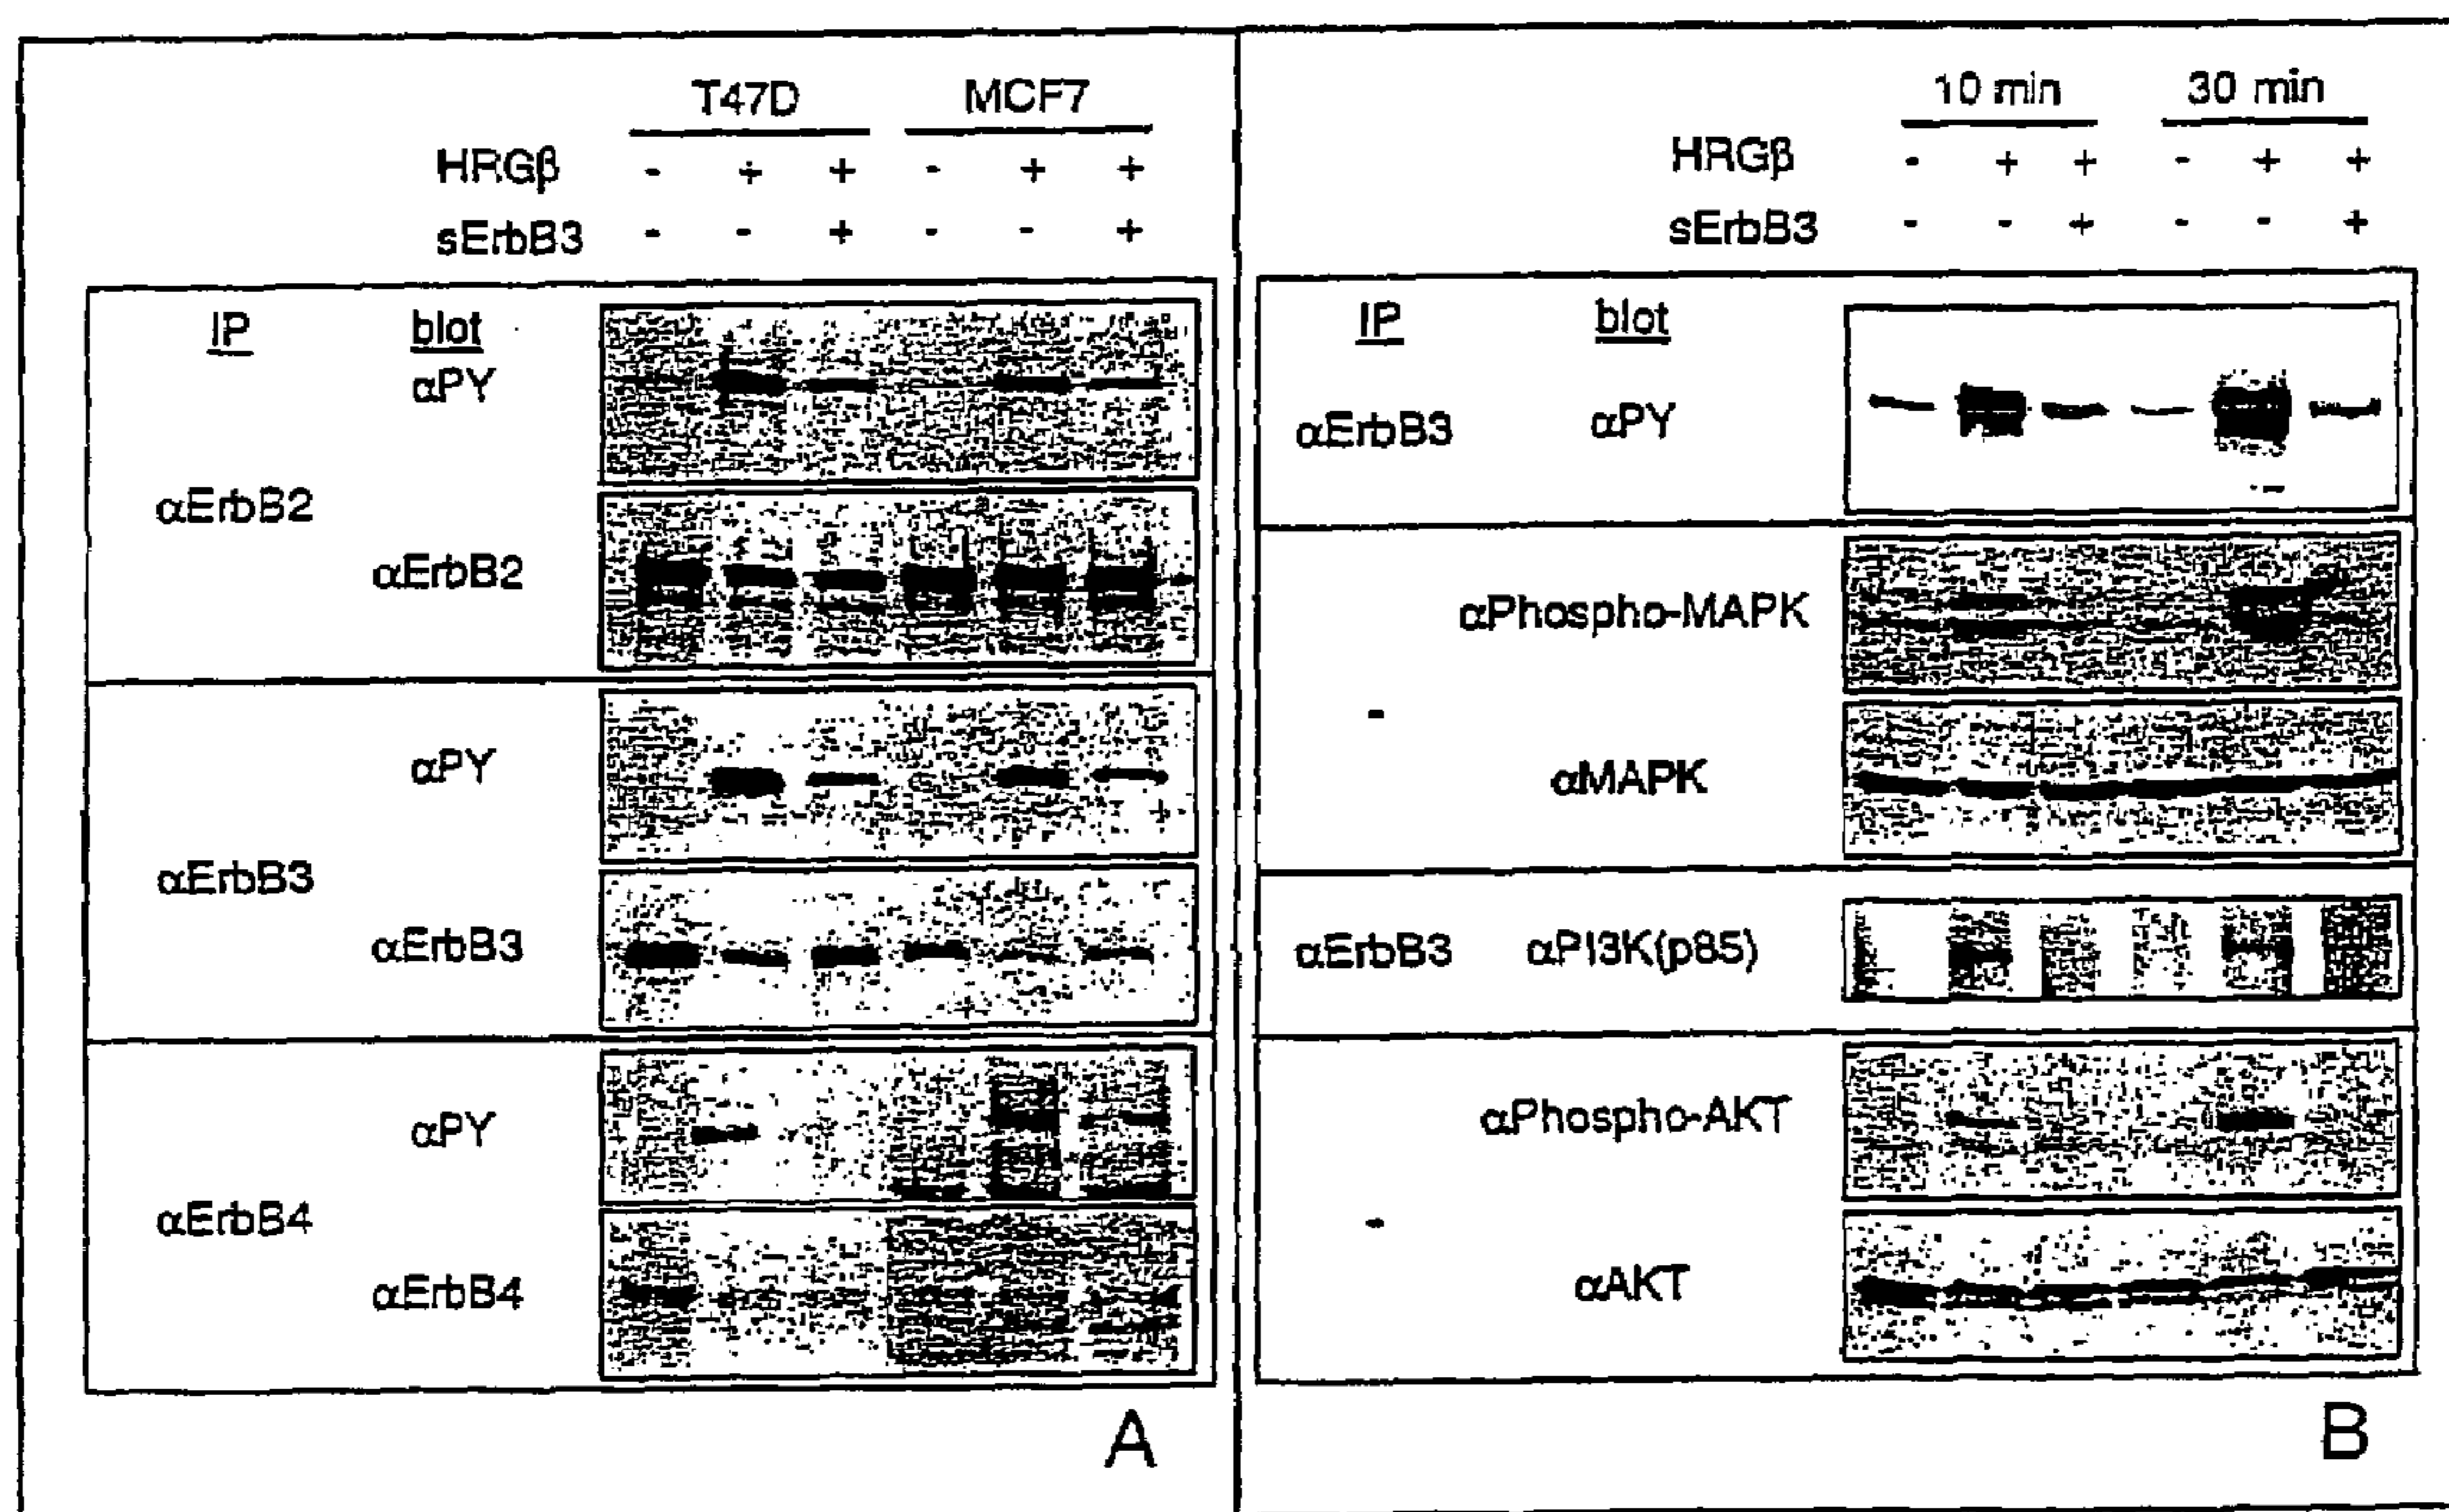 T47D MCF7
HRGβ - + + - + +
sErbB3 - - + - - +
IP blot
αPY
αErbB2
αErbB2
αPY
αErbB3
αErbB3
αPY
αErbB4
αErbB4
A
10 min 30 min
HRGβ - + + - + +
sErbB3 - - + - - +
IP blot
αErbB3 αPY
αPhospho-MAPK
-
αMAPK
αErbB3 αPI3K(p85)
αPhospho-AKT
-
αAKT
B